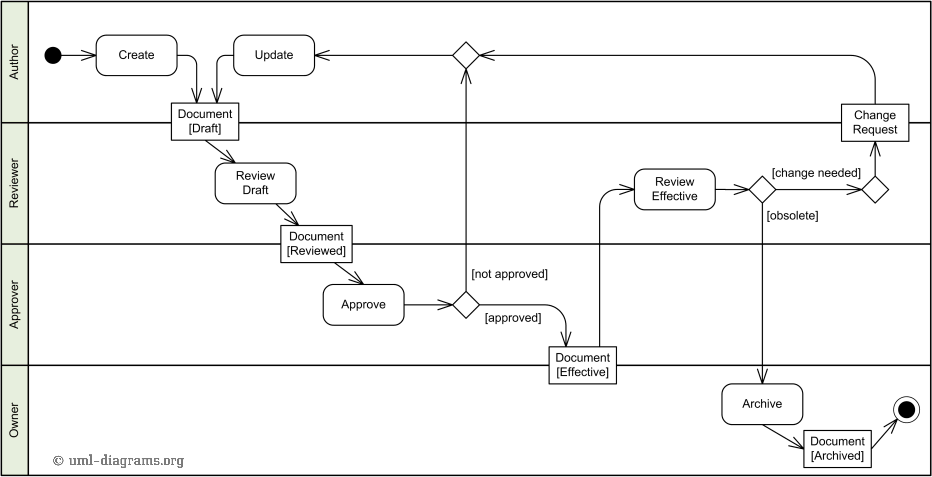 Author
Create
Update
Document
[Draft]
Change
Request
Reviewer
Review
Draft
Review
Effective
[change needed]
[obsolete]
Document
[Reviewed]
Approver
Approve
[not approved]
[approved]
Document
[Effective]
Owner
Archive
Document
[Archived]
© uml-diagrams.org